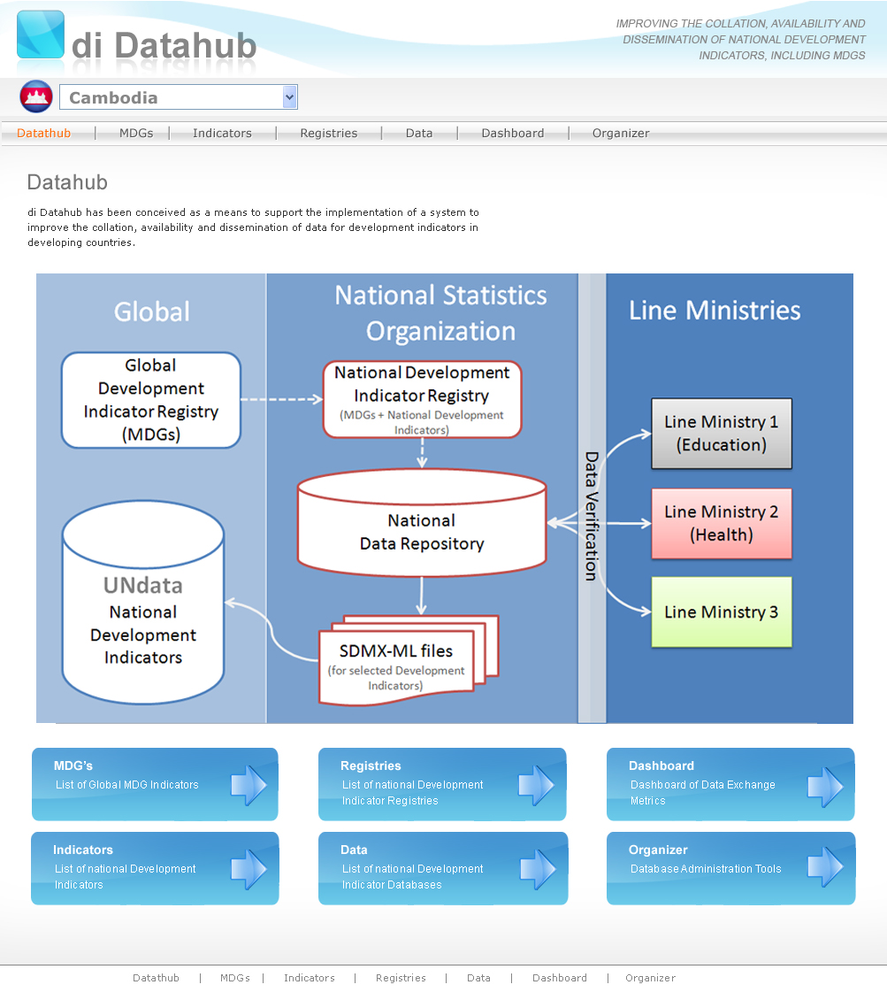 di Datahub
IMPROVING THE COLLATION, AVAILABILITY AND
DISSEMINATION OF NATIONAL DEVELOPMENT
INDICATORS, INCLUDING MDGS
Cambodia
Datathub | MDGs | Indicators | Registries | Data | Dashboard | Organizer
Datahub
di Datahub has been conceived as a means to support the implementation of a system to
improve the collation, availability and dissemination of data for development indicators in
developing countries.
Global
National Statistics
Organization
Line Ministries
Global
Development
Indicator Registry
(MDGs)
National Development
Indicator Registry
(MDGs + National Development
Indicators)
National
Data Repository
UNdata
National
Development
Indicators
SDMX-ML files
(for selected Development
Indicators)
Data Verification
Line Ministry 1
(Education)
Line Ministry 2
(Health)
Line Ministry 3
MDG's
List of Global MDG Indicators
Registries
List of national Development
Indicator Registries
Dashboard
Dashboard of Data Exchange
Metrics
Indicators
List of national Development
Indicators
Data
List of national Development
Indicator Databases
Organizer
Database Administration Tools
Datathub | MDGs | Indicators | Registries | Data | Dashboard | Organizer